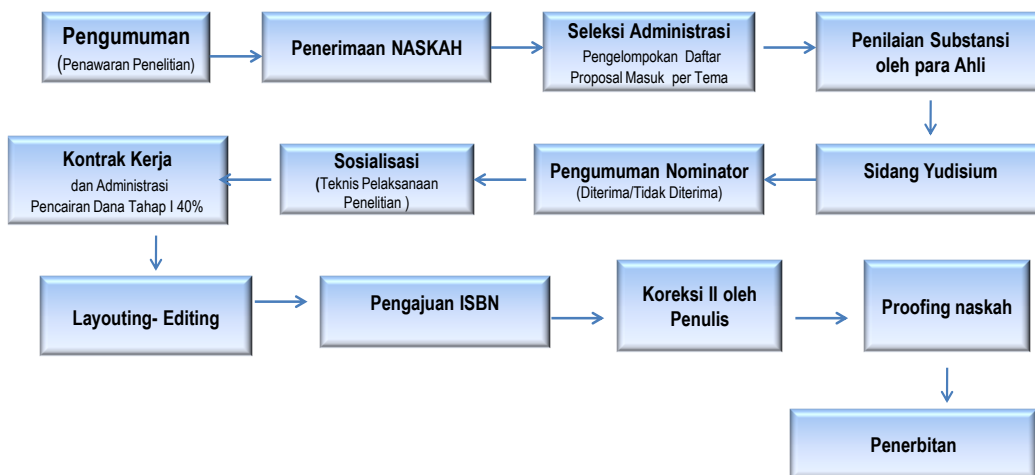 Pengumuman
(Penawaran Penelitian)
Penerimaan NASKAH
Seleksi Administrasi
Pengelompokan Daftar
Proposal Masuk per Tema
Penilaian Substansi
oleh para Ahli
Sidang Yudisium
Pengumuman Nominator
(Diterima/Tidak Diterima)
Sosialisasi
(Teknis Pelaksanaan
Penelitian )
Kontrak Kerja
dan Administrasi
Pencairan Dana Tahap I 40%
Layouting- Editing
Pengajuan ISBN
Koreksi II oleh
Penulis
Proofing naskah
Penerbitan